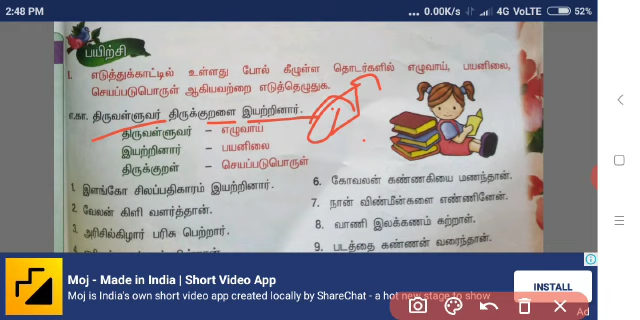 2:48 PM ... 0.00K/s 4G VoLTE 52%
பயிற்சி
I. எடுத்துக்காட்டில் உள்ளது போல் கீழுள்ள தொடர்களில் எழுவாய், பயனிலை,
செயப்படுபொருள் ஆகியவற்றை எடுத்தெழுதுக.
எ.கா. திருவள்ளுவர் திருக்குறளை இயற்றினார்.
திருவள்ளுவர் – எழுவாய்
இயற்றினார் – பயனிலை
திருக்குறள் – செயப்படுபொருள்
1. இளங்கோ சிலப்பதிகாரம் இயற்றினார்.
2. வேலன் கிளி வளர்த்தான்.
3. அரிசில்கிழார் பரிசு பெற்றார்.
6. கோவலன் கண்ணகியை மணந்தான்.
7. நான் விண்மீன்களை எண்ணினேன்.
8. வாணி இலக்கணம் கற்றாள்.
9. படத்தை கண்ணன் வரைந்தான்.
Moj - Made in India | Short Video App
Moj is India's own short video app created locally by ShareChat - a hot new stage to show
INSTALL
Ad